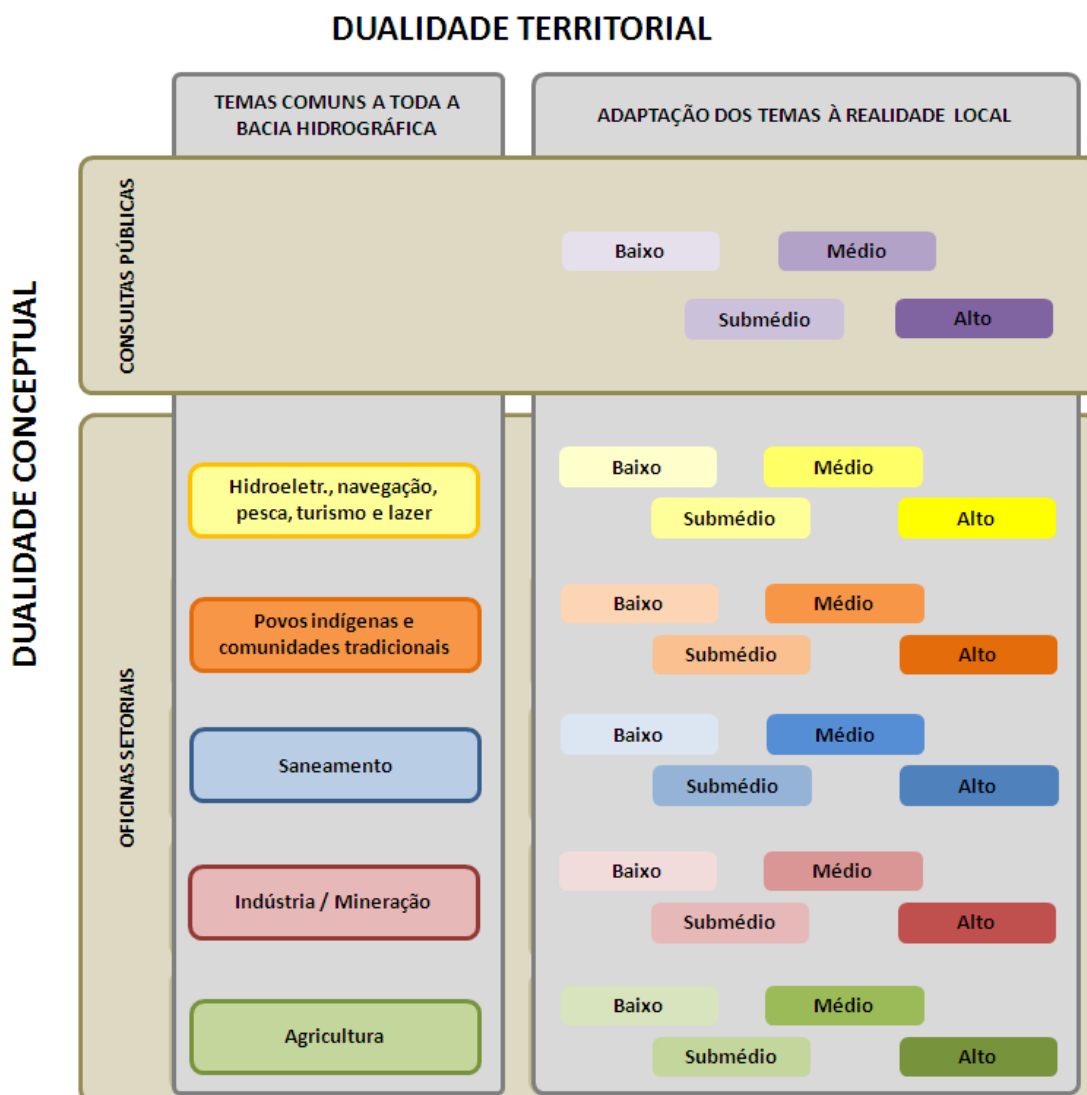 DUALIDADE TERRITORIAL
DUALIDADE CONCEPTUAL
TEMAS COMUNS A TODA A
BACIA HIDROGRÁFICA
ADAPTAÇÃO DOS TEMAS À REALIDADE LOCAL
CONSULTAS PÚBLICAS
Baixo
Médio
Submédio
Alto
OFICINAS SETORIAIS
Hidroeletr., navegação,
pesca, turismo e lazer
Baixo
Médio
Submédio
Alto
Povos indígenas e
comunidades tradicionais
Baixo
Médio
Submédio
Alto
Saneamento
Baixo
Médio
Submédio
Alto
Indústria / Mineração
Baixo
Médio
Submédio
Alto
Agricultura
Baixo
Médio
Submédio
Alto